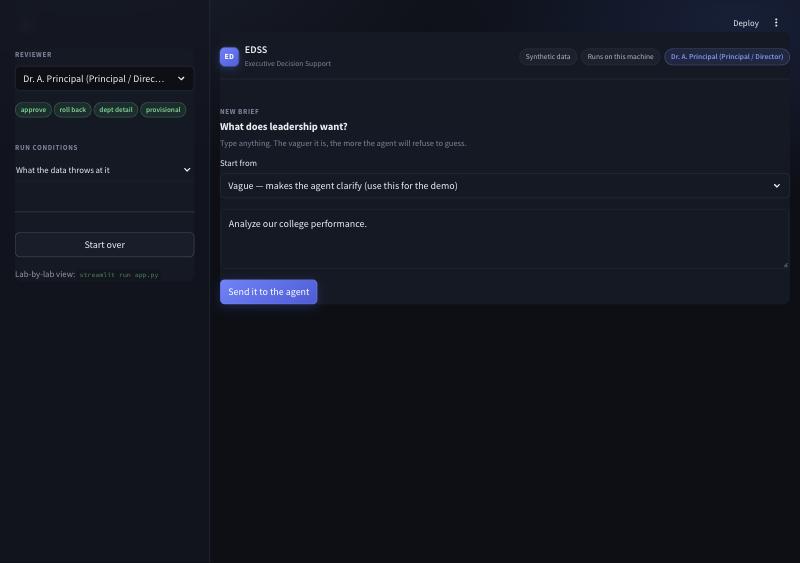 Deploy
REVIEWER
Dr. A. Principal (Principal / Direc...
approve
roll back
dept detail
provisional
RUN CONDITIONS
What the data throws at it
Start over
Lab-by-lab view: streamlit run app.py
ED
EDSS
Executive Decision Support
Synthetic data
Runs on this machine
Dr. A. Principal (Principal / Director)
NEW BRIEF
What does leadership want?
Type anything. The vaguer it is, the more the agent will refuse to guess.
Start from
Vague — makes the agent clarify (use this for the demo)
Analyze our college performance.
Send it to the agent